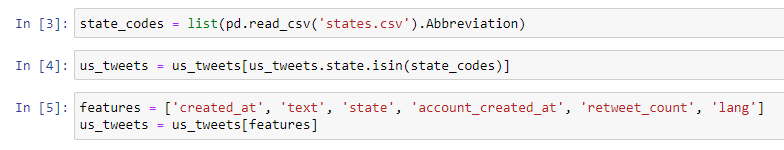 In [3]: state_codes = list(pd.read_csv('states.csv').Abbreviation)
In [4]: us_tweets = us_tweets[us_tweets.state.isin(state_codes)]
In [5]: features = ['created_at', 'text', 'state', 'account_created_at', 'retweet_count', 'lang']
us_tweets = us_tweets[features]